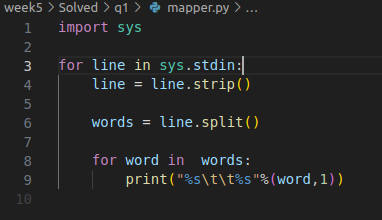 week5 > Solved > q1 > mapper.py > ...
1 import sys
2
3 for line in sys.stdin:
4     line = line.strip()
5
6     words = line.split()
7
8     for word in  words:
9         print("%s\t\t%s"%(word,1))
10